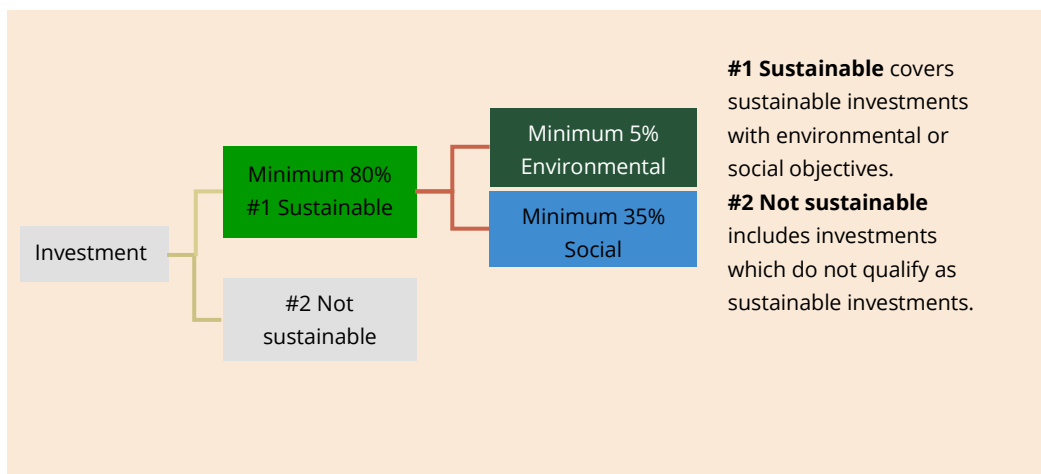 Investment
Minimum 80%
#1 Sustainable
#2 Not
sustainable
Minimum 5%
Environmental
Minimum 35%
Social
#1 Sustainable covers
sustainable investments
with environmental or
social objectives.
#2 Not sustainable
includes investments
which do not qualify as
sustainable investments.